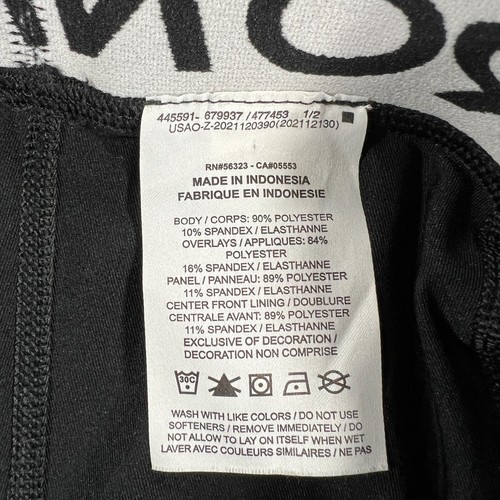 445591- 679937 / 477453 1/2
USAO-Z-2021120390(202112130)
RN#56323 - CA#05553
MADE IN INDONESIA
FABRIQUE EN INDONESIE
BODY / CORPS: 90% POLYESTER
10% SPANDEX / ELASTHANNE
OVERLAYS / APPLIQUES: 84%
POLYESTER
16% SPANDEX / ELASTHANNE
PANEL / PANNEAU: 89% POLYESTER
11% SPANDEX / ELASTHANNE
CENTER FRONT LINING / DOUBLURE
CENTRALE AVANT: 89% POLYESTER
11% SPANDEX / ELASTHANNE
EXCLUSIVE OF DECORATION /
DECORATION NON COMPRISE
30C
WASH WITH LIKE COLORS / DO NOT USE
SOFTENERS / REMOVE IMMEDIATELY / DO
NOT ALLOW TO LAY ON ITSELF WHEN WET
LAVER AVEC COULEURS SIMILAIRES / NE PAS